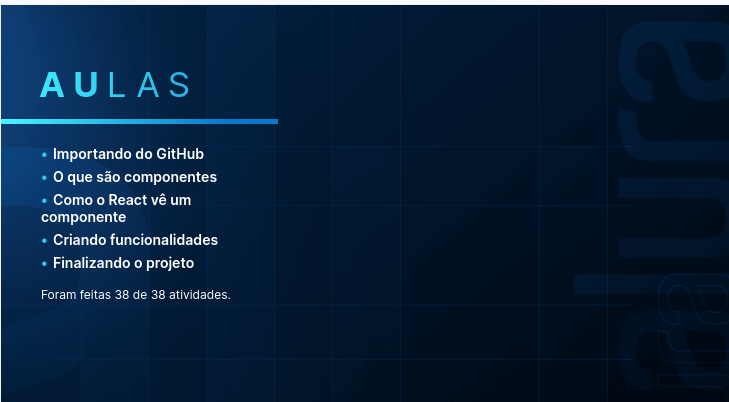 AULAS
• Importando do GitHub
• O que são componentes
• Como o React vê um
componente
• Criando funcionalidades
• Finalizando o projeto
Foram feitas 38 de 38 atividades.
alura